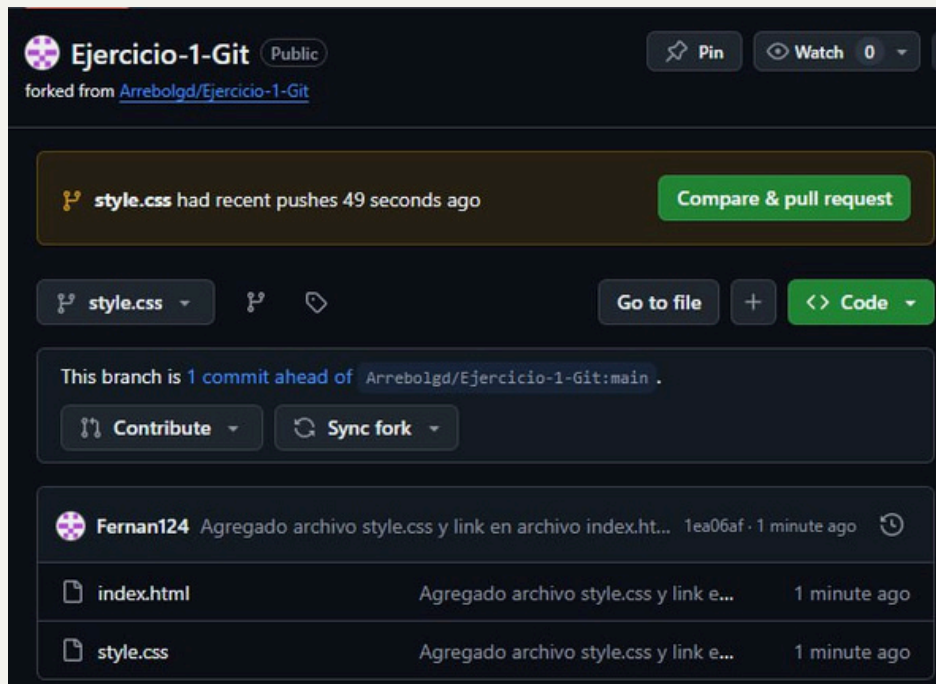 Ejercicio-1-Git Public Pin Watch 0
forked from Arrebolgd/Ejercicio-1-Git
style.css had recent pushes 49 seconds ago Compare & pull request
style.css Go to file + <> Code
This branch is 1 commit ahead of Arrebolgd/Ejercicio-1-Git:main .
Contribute Sync fork
Fernan124 Agregado archivo style.css y link en archivo index.ht... 1ea06af · 1 minute ago
index.html Agregado archivo style.css y link e... 1 minute ago
style.css Agregado archivo style.css y link e... 1 minute ago